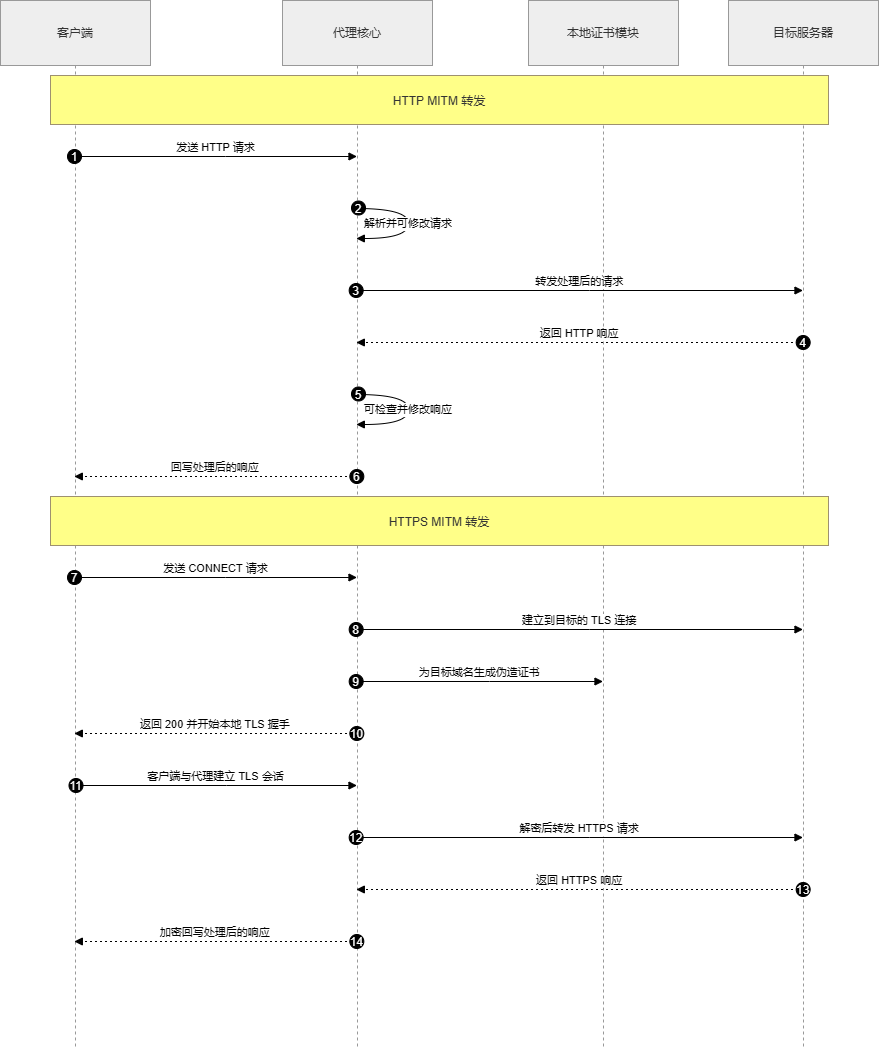 客户端
代理核心
本地证书模块
目标服务器
HTTP MITM 转发
发送 HTTP 请求
1
2
解析并可修改请求
转发处理后的请求
3
返回 HTTP 响应
4
5
可检查并修改响应
回写处理后的响应
6
HTTPS MITM 转发
发送 CONNECT 请求
7
建立到目标的 TLS 连接
8
为目标域名生成伪造证书
9
返回 200 并开始本地 TLS 握手
10
客户端与代理建立 TLS 会话
11
解密后转发 HTTPS 请求
12
返回 HTTPS 响应
13
加密回写处理后的响应
14